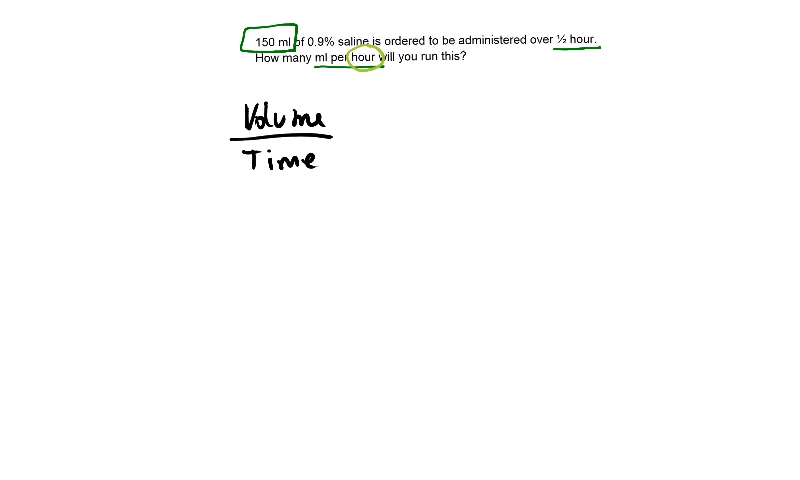 150 ml of 0.9% saline is ordered to be administered over ½ hour.
How many ml per hour will you run this?
Volume
Time